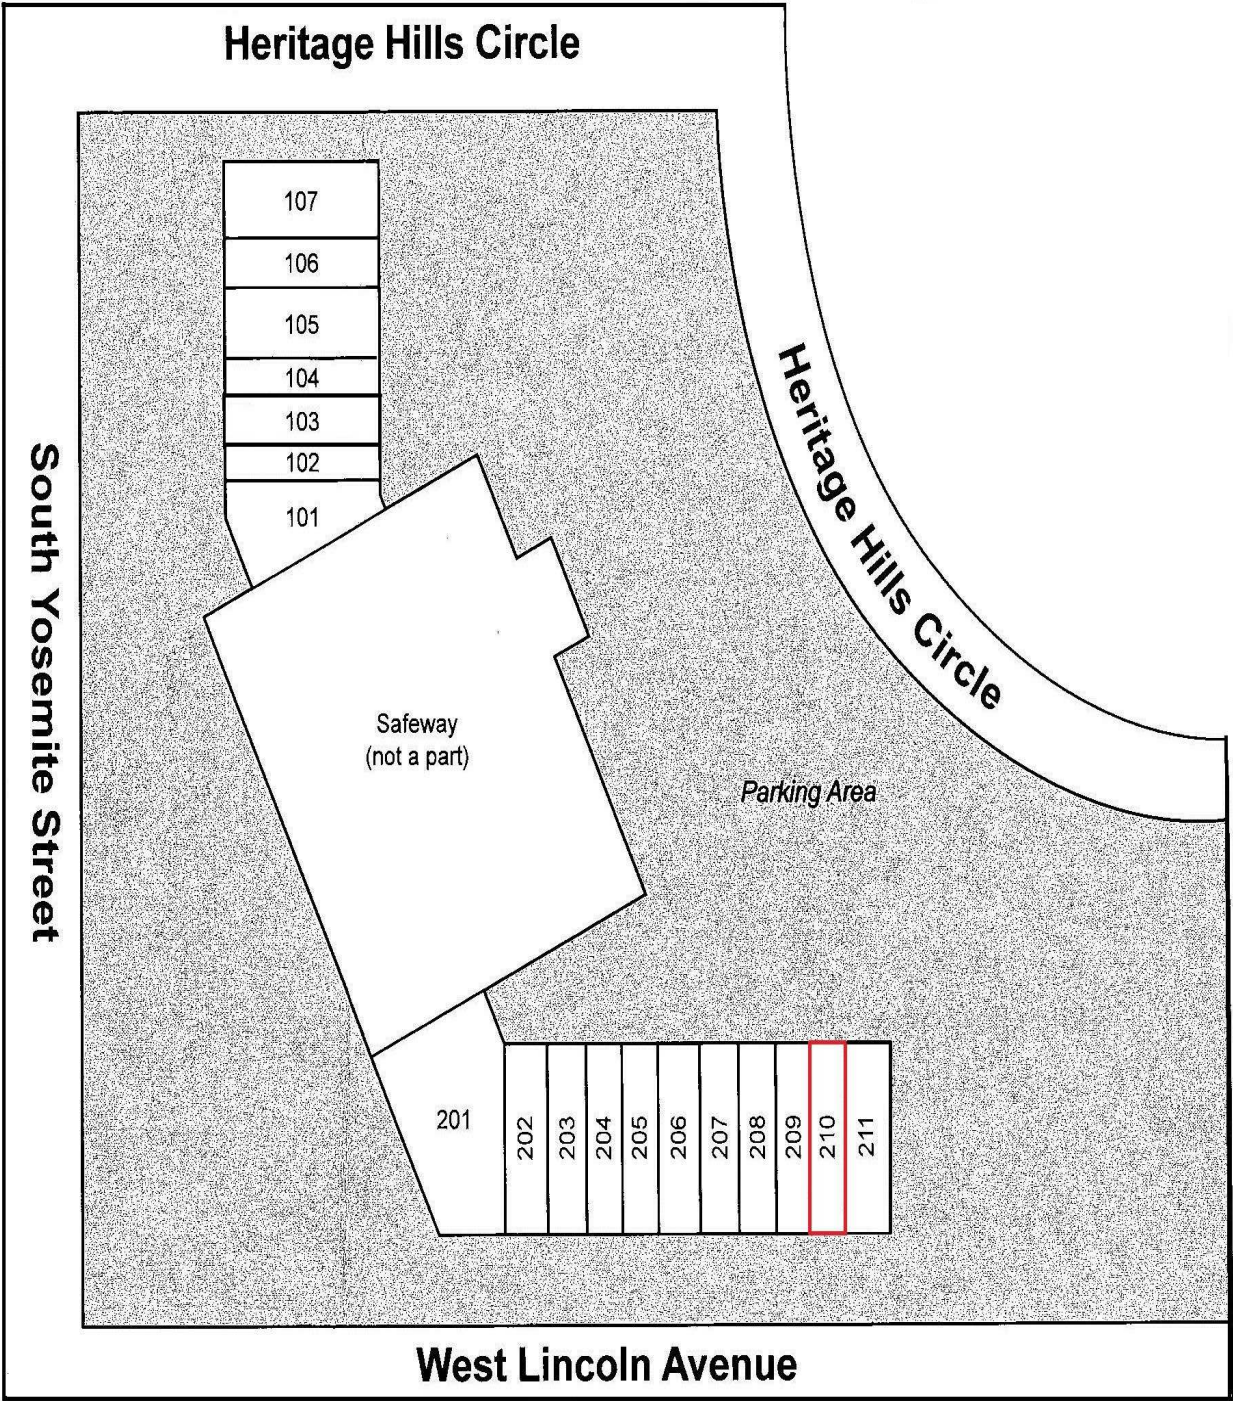 Heritage Hills Circle
107
106
105
104
103
102
101
South Yosemite Street
Heritage Hills Circle
Safeway
(not a part)
Parking Area
201
202
203
204
205
206
207
208
209
210
211
West Lincoln Avenue